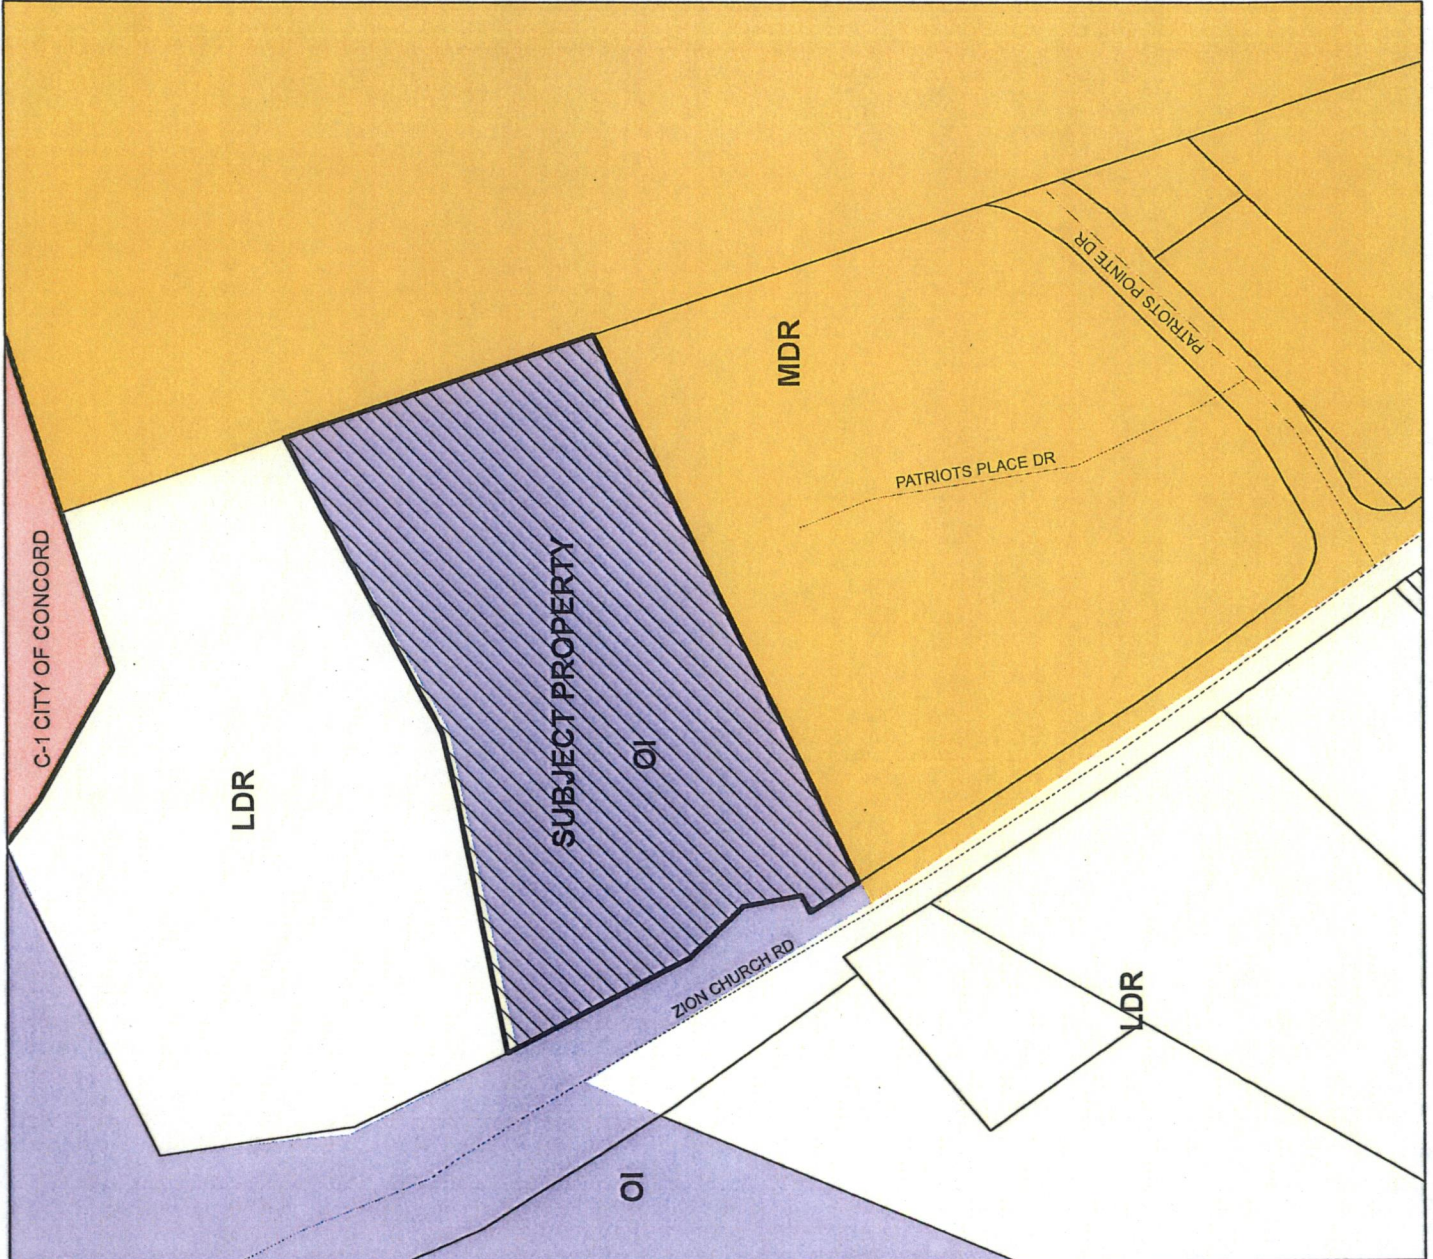 C-1 CITY OF CONCORD
LDR
SUBJECT PROPERTY
OI
MDR
PATRIOTS POINTE DR
PATRIOTS PLACE DR
ZION CHURCH RD
OI
LDR